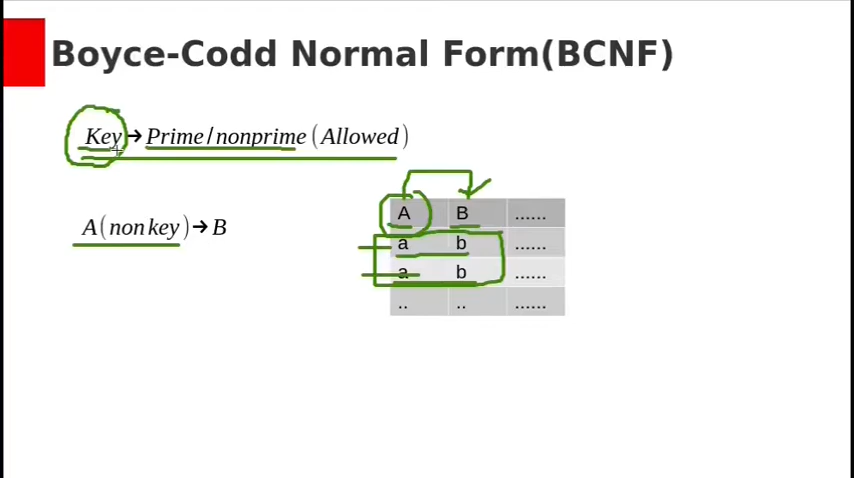 Boyce-Codd Normal Form(BCNF)
Key→Prime/nonprime(Allowed)
A(nonkey)→B
A B ......
a b ......
a b ......
.. .. ......